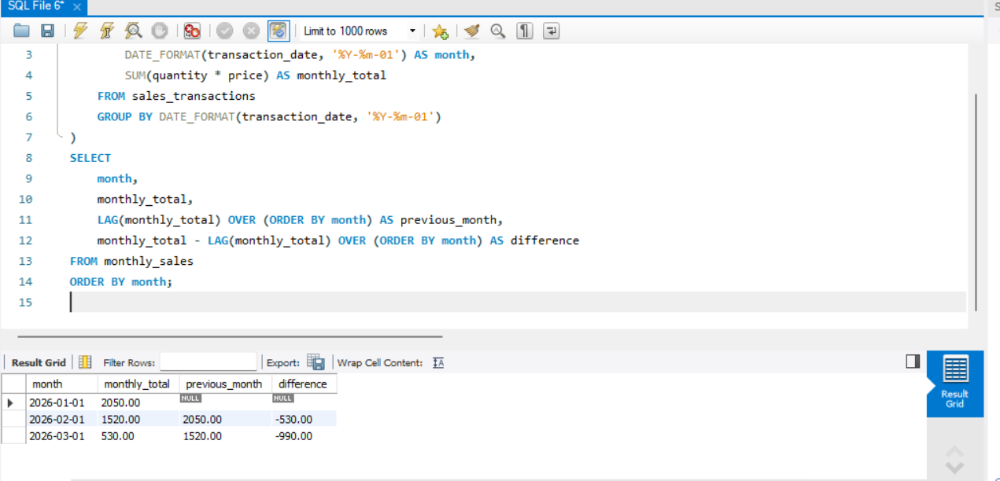 SQL File 6*
Limit to 1000 rows
3 DATE_FORMAT(transaction_date, '%Y-%m-01') AS month,
4 SUM(quantity * price) AS monthly_total
5 FROM sales_transactions
6 GROUP BY DATE_FORMAT(transaction_date, '%Y-%m-01')
7 )
8 SELECT
9 month,
10 monthly_total,
11 LAG(monthly_total) OVER (ORDER BY month) AS previous_month,
12 monthly_total - LAG(monthly_total) OVER (ORDER BY month) AS difference
13 FROM monthly_sales
14 ORDER BY month;
15
Result Grid Filter Rows: Export: Wrap Cell Content: IA
month monthly_total previous_month difference
2026-01-01 2050.00 NULL NULL
2026-02-01 1520.00 2050.00 -530.00
2026-03-01 530.00 1520.00 -990.00
Result
Grid